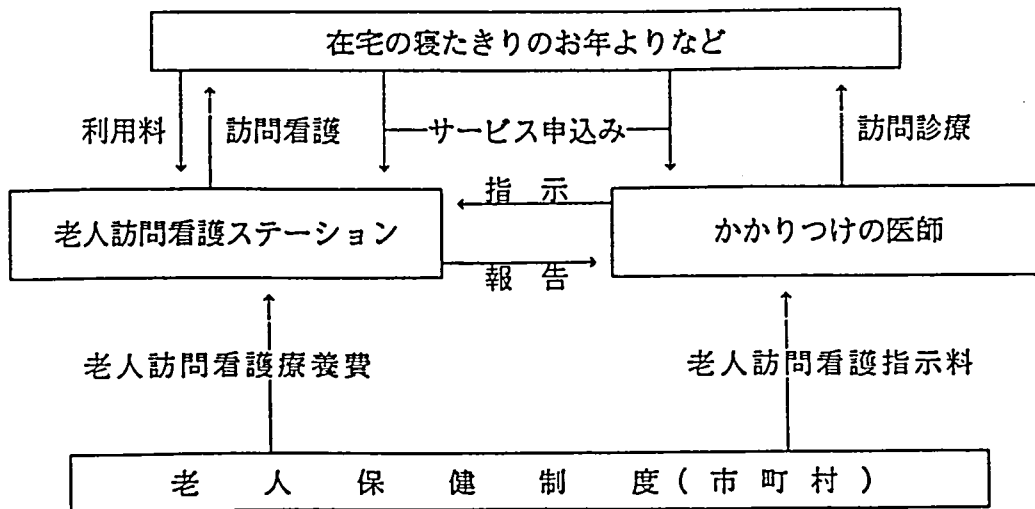 在宅の寝たきりのお年よりなど
利用料
訪問看護
サービス申込み
訪問診療
指示
老人訪問看護ステーション
かかりつけの医師
報告
老人訪問看護療養費
老人訪問看護指示料
老人保健制度(市町村)